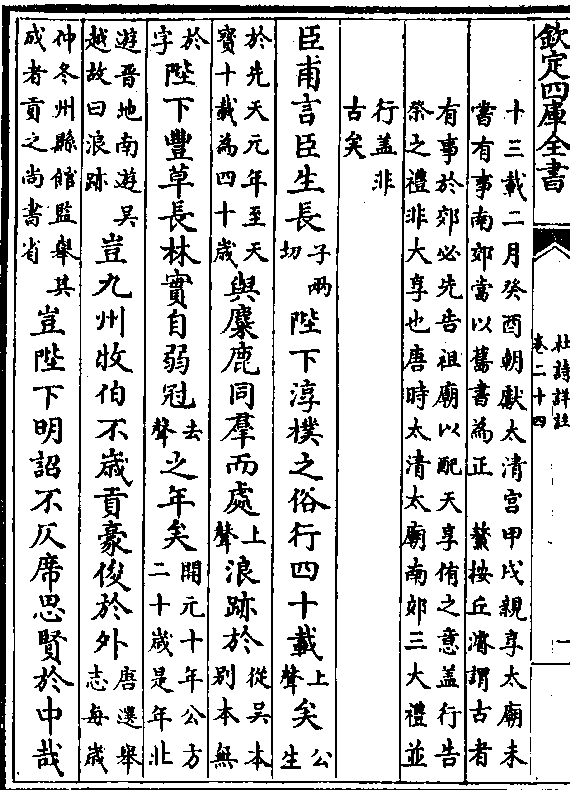 欽定四庫全書
杜詩詳註
卷二十四
一
十三載二月癸酉朝獻太清宮甲戌親享太廟未
嘗有事南郊當以舊書為正　鰲按丘濬謂古者
有事於郊必先告祖廟以配天享侑之意蓋行告
祭之禮非大享也唐時太清太廟南郊三大禮並
行蓋非
古矣
臣甫言臣生長子兩切陛下淳樸之俗行四十載上聲矣公生
於先天元年至天寶十載為四十歲與麋鹿同羣而處上聲浪跡於從吳本別本無
於字陛下豐草長林實自弱冠去聲之年矣開元十年公方二十歲是年北
遊晉地南遊吳越故曰浪跡豈九州牧伯不歲貢豪俊於外唐選舉志每歲
仲冬州縣館監舉其成者貢之尚書省豈陛下明詔不仄席思賢於中哉